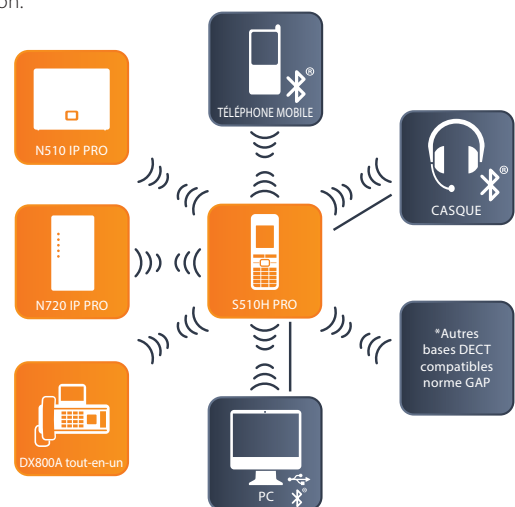 on.
TÉLÉPHONE MOBILE
®
N510 IP PRO
®
CASQUE
N720 IP PRO
S510H PRO
*Autres
bases DECT
compatibles
norme GAP
DX800A tout-en-un
PC
®